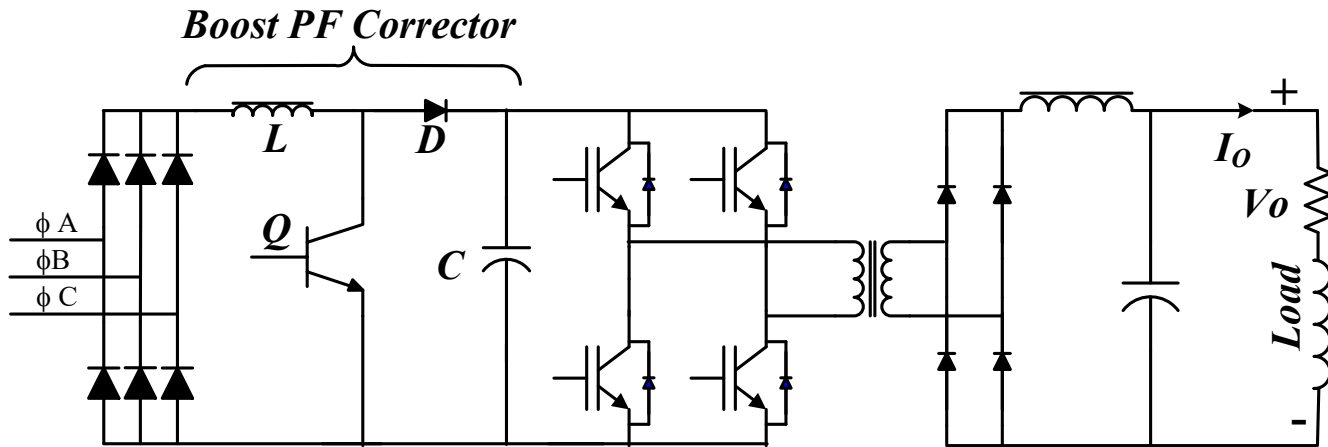 Boost PF Corrector
L
D
Q
C
ϕ A
ϕB
ϕ C
+
IO
Vo
Load
-